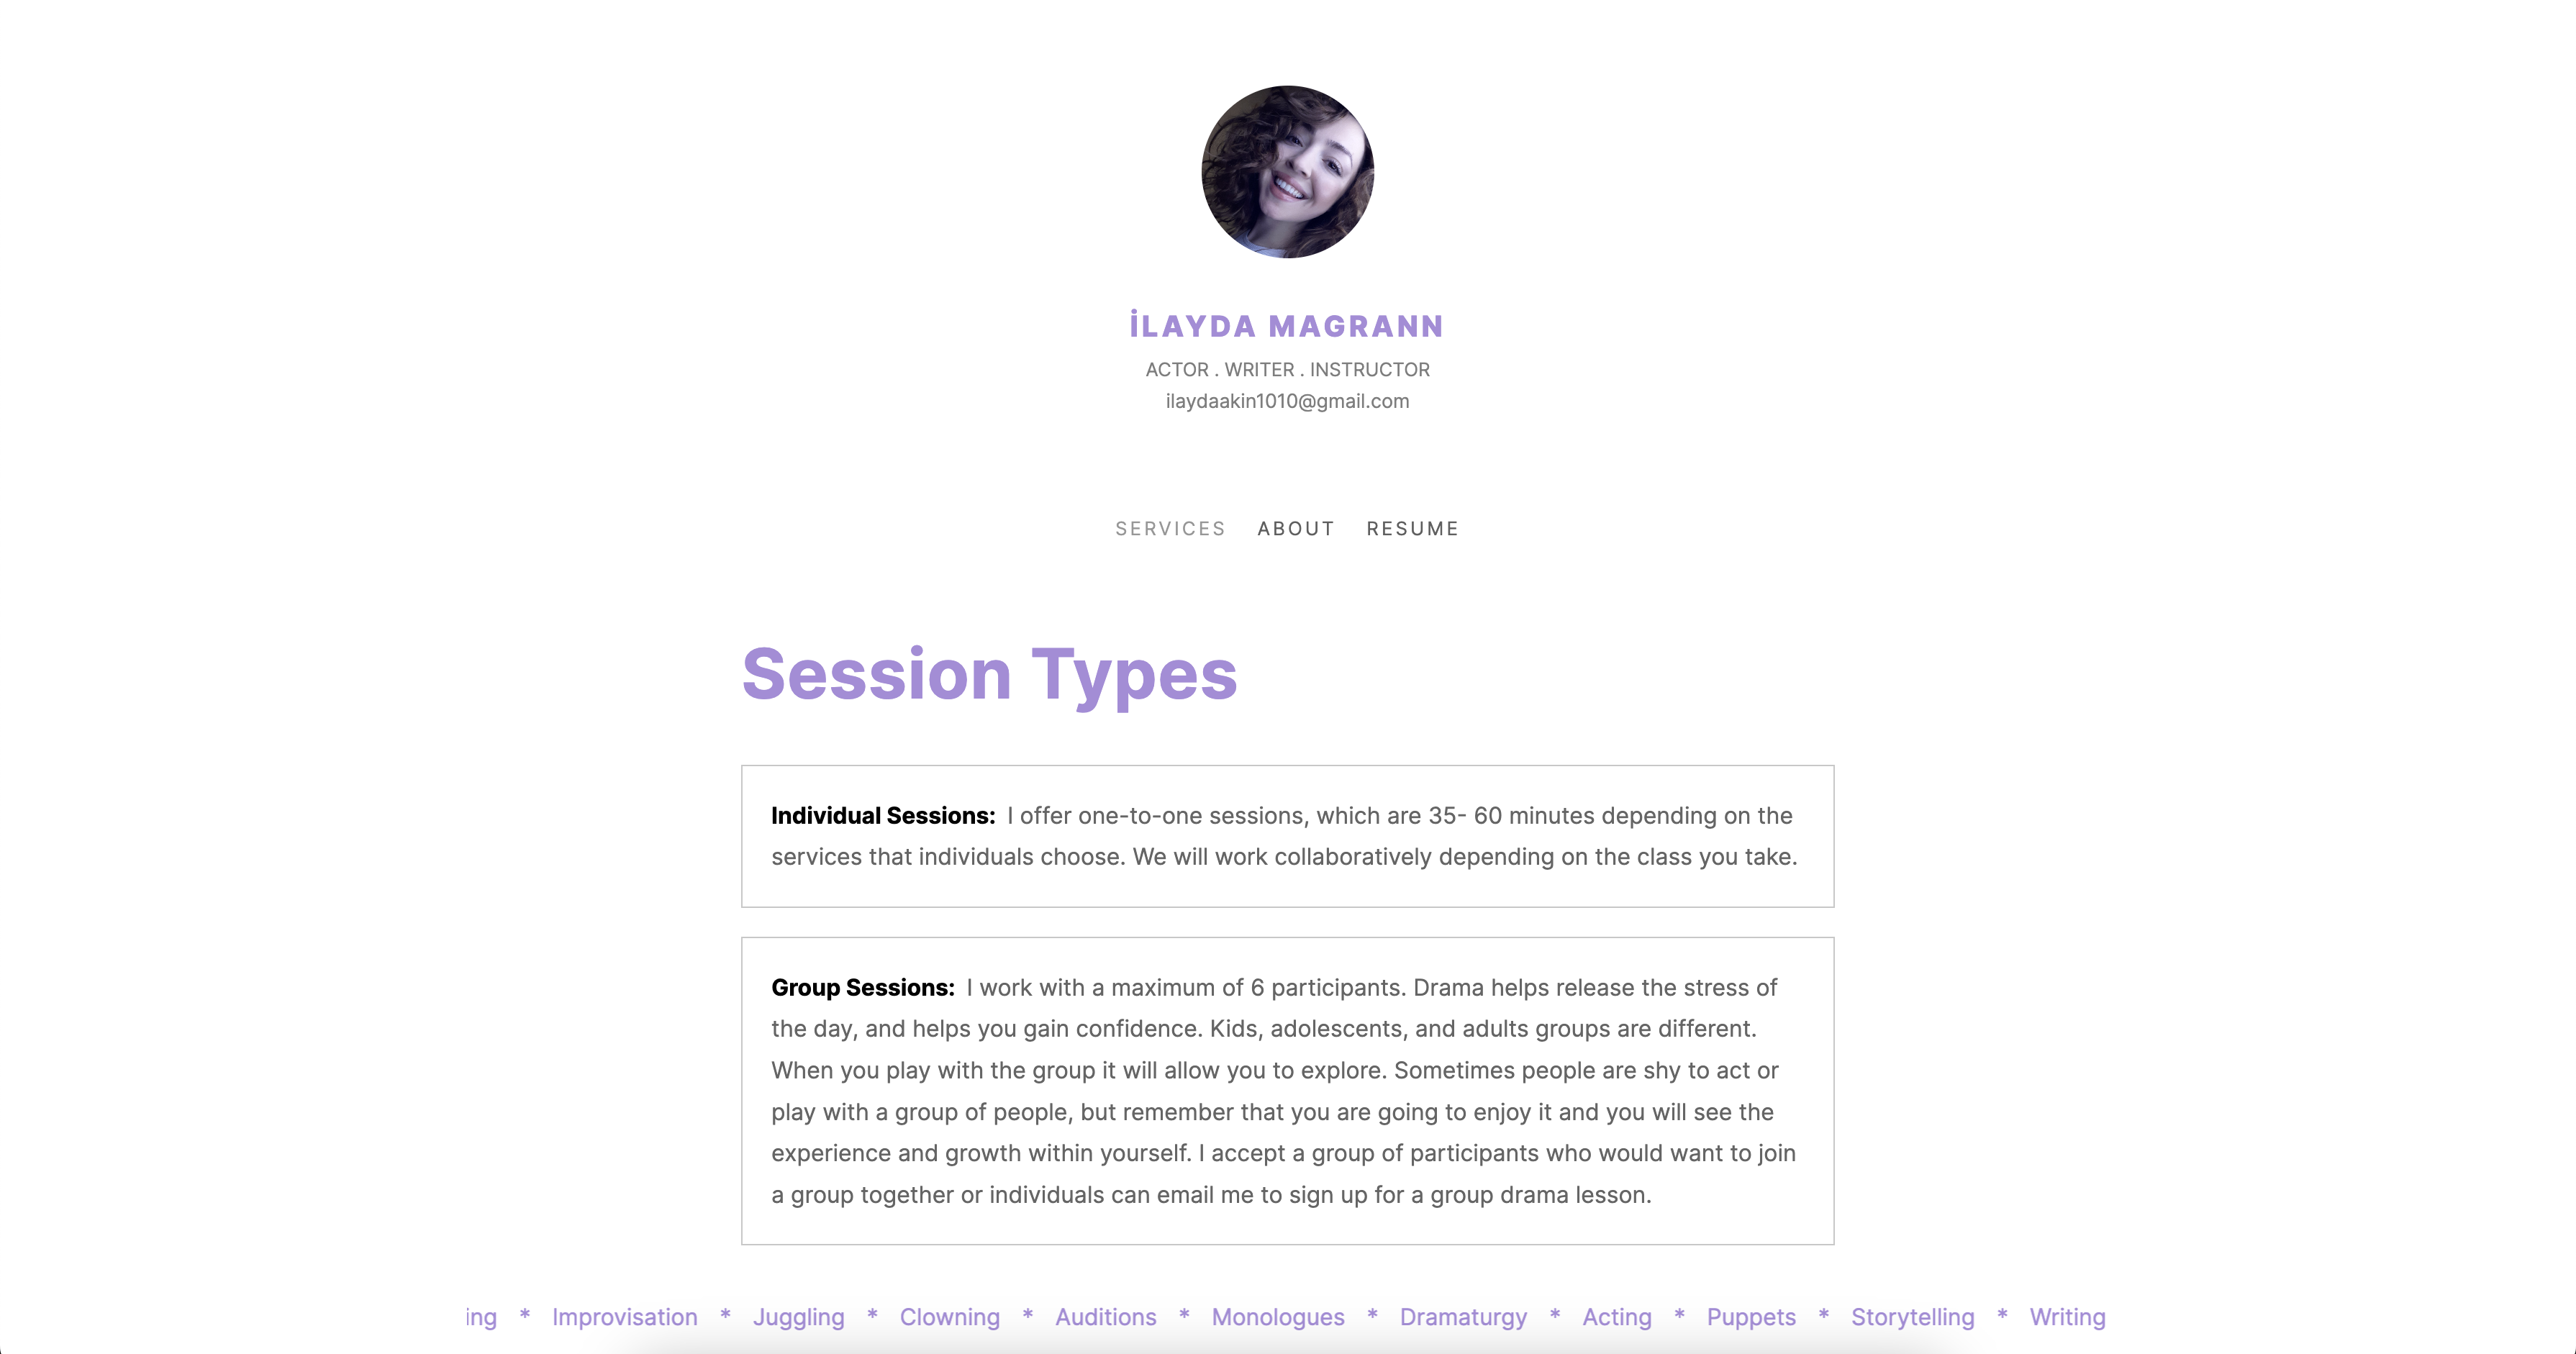 İLAYDA MAGRANN
ACTOR . WRITER . INSTRUCTOR
ilaydaakin1010@gmail.com
SERVICES ABOUT RESUME
Session Types
Individual Sessions: I offer one-to-one sessions, which are 35- 60 minutes depending on the
services that individuals choose. We will work collaboratively depending on the class you take.
Group Sessions: I work with a maximum of 6 participants. Drama helps release the stress of
the day, and helps you gain confidence. Kids, adolescents, and adults groups are different.
When you play with the group it will allow you to explore. Sometimes people are shy to act or
play with a group of people, but remember that you are going to enjoy it and you will see the
experience and growth within yourself. I accept a group of participants who would want to join
a group together or individuals can email me to sign up for a group drama lesson.
ing * Improvisation * Juggling * Clowning * Auditions * Monologues * Dramaturgy * Acting * Puppets * Storytelling * Writing